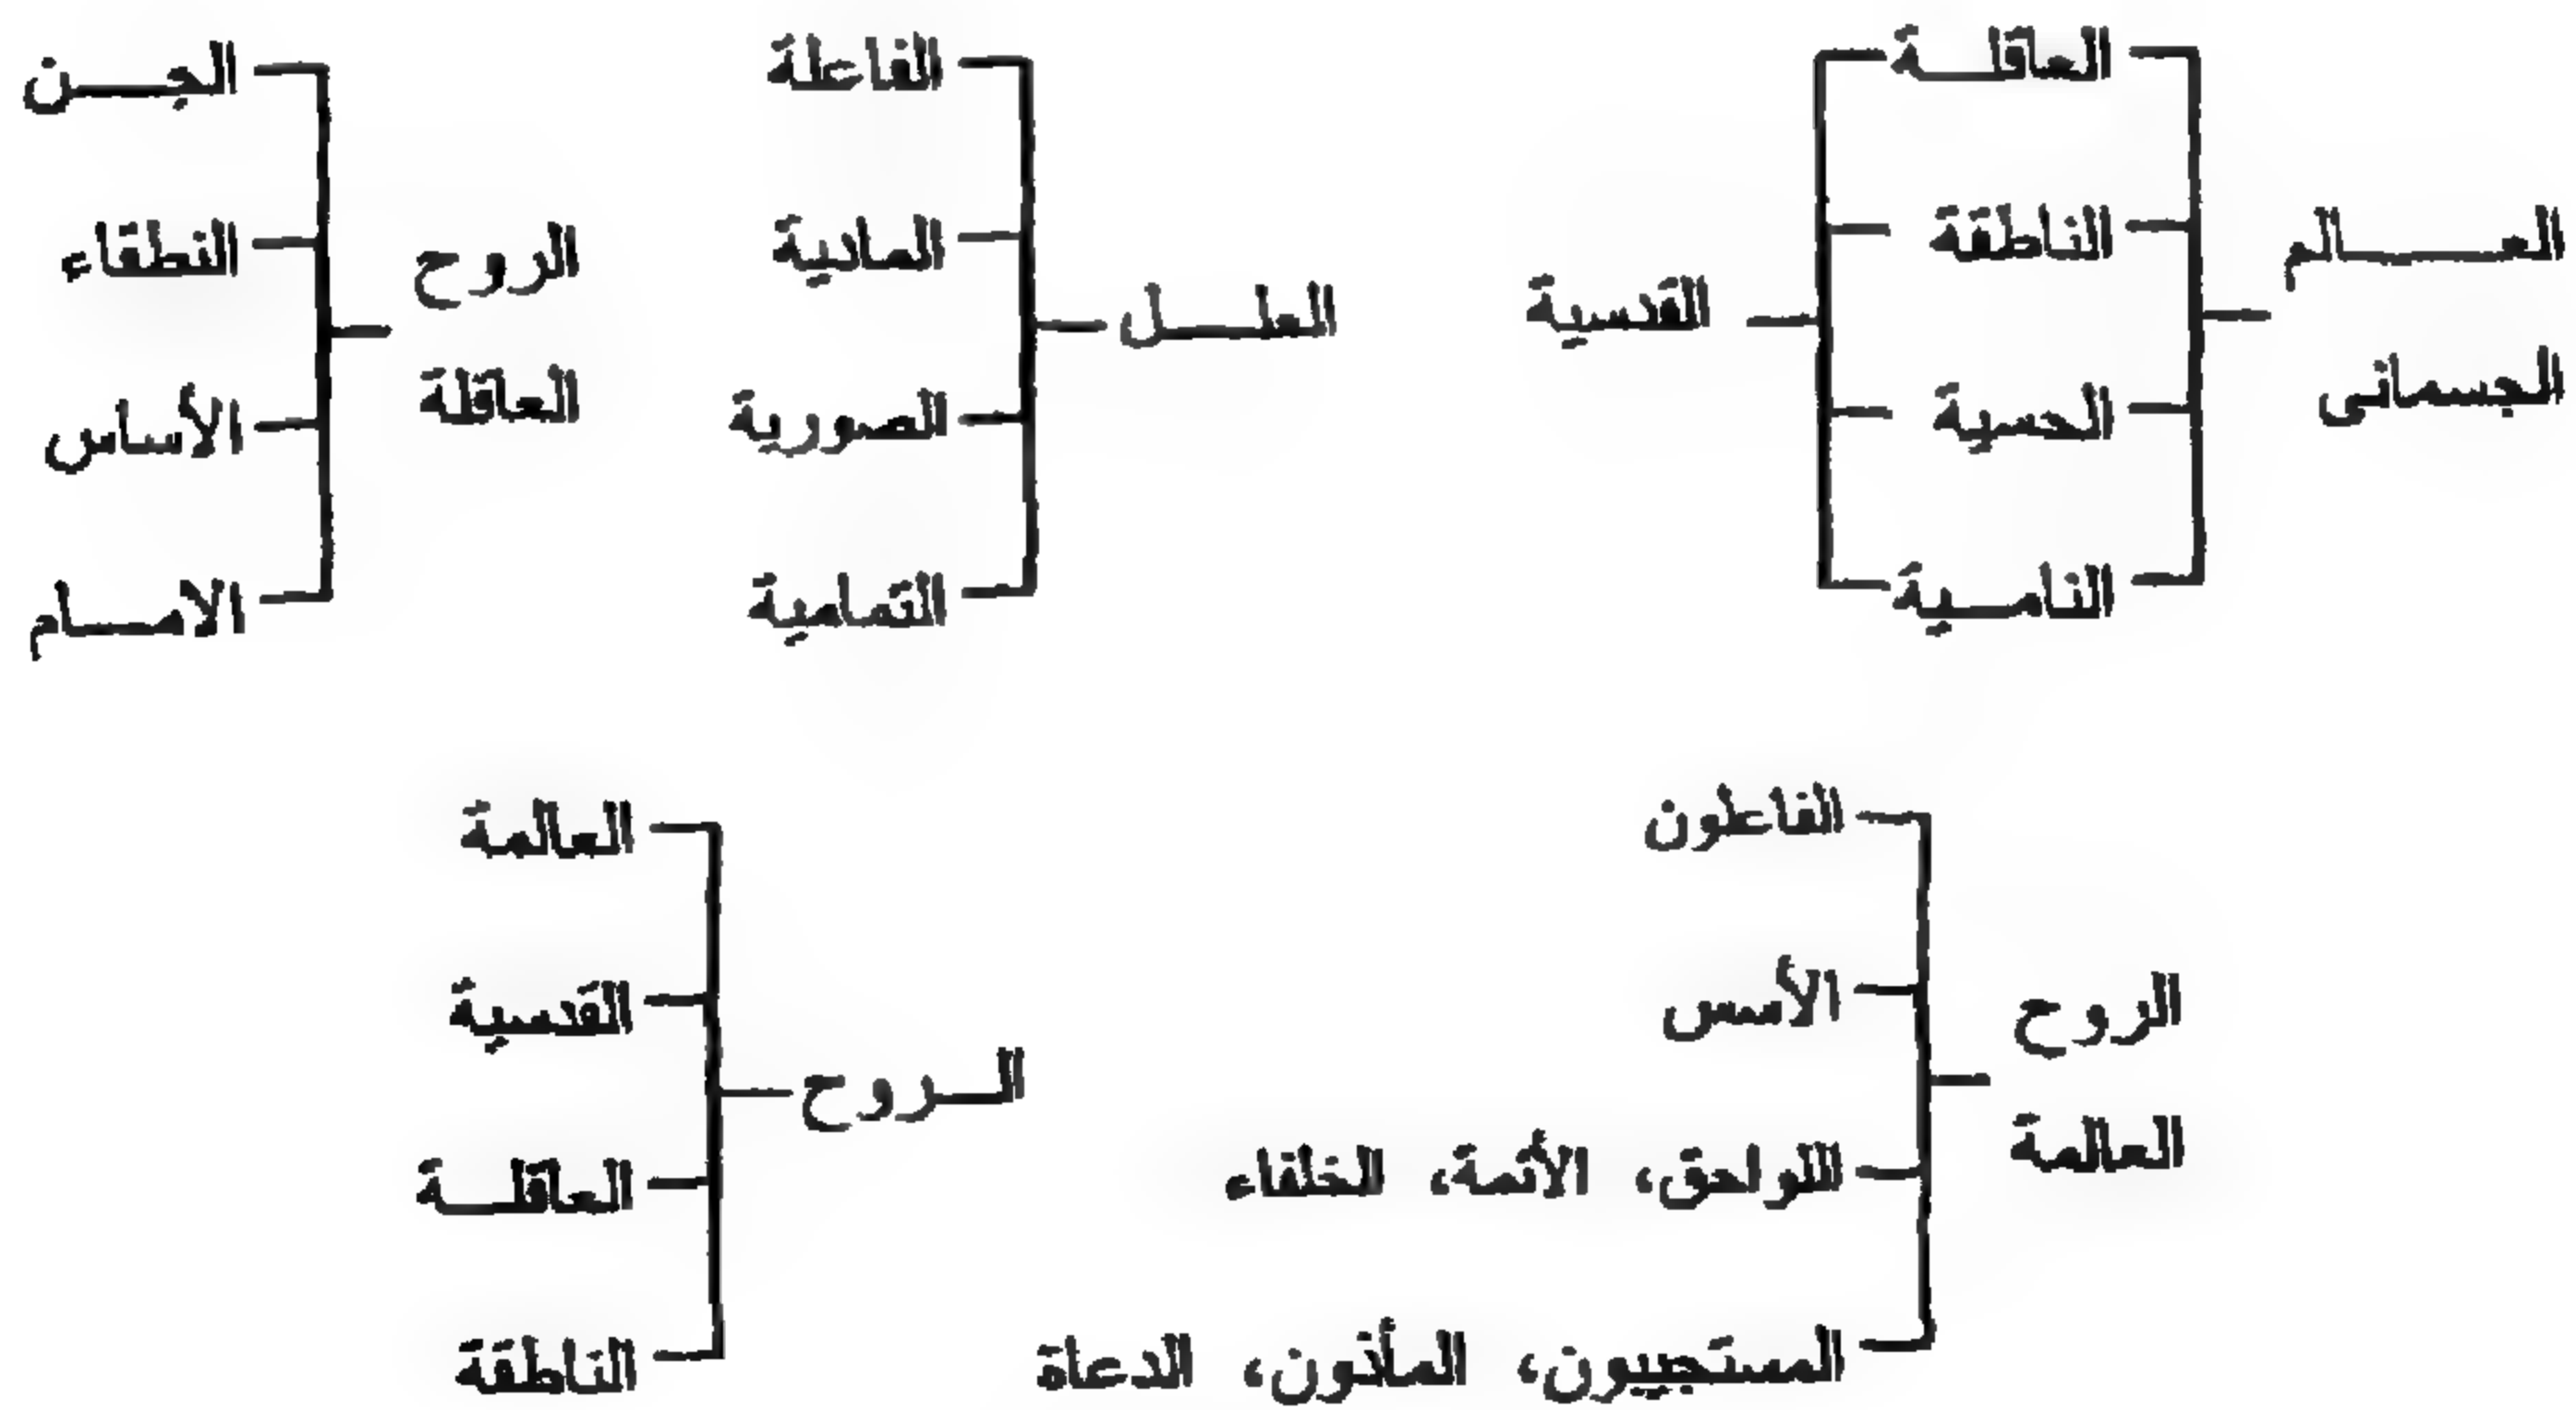 العالم
الجسمانى
العاقلة
الناطقة
الحسية
النامية
القدسية
العلل
الفاعلة
المادية
الصورية
التمامية
الروح
العاقلة
الجن
النطقاء
الأساس
الامام
الروح
العالمة
الفاعلون
الأسس
اللواحق، الأئمة، الخلفاء
المستجيبون، المأذون، الدعاة
الروح
العالمة
القدسية
العاقلة
الناطقة